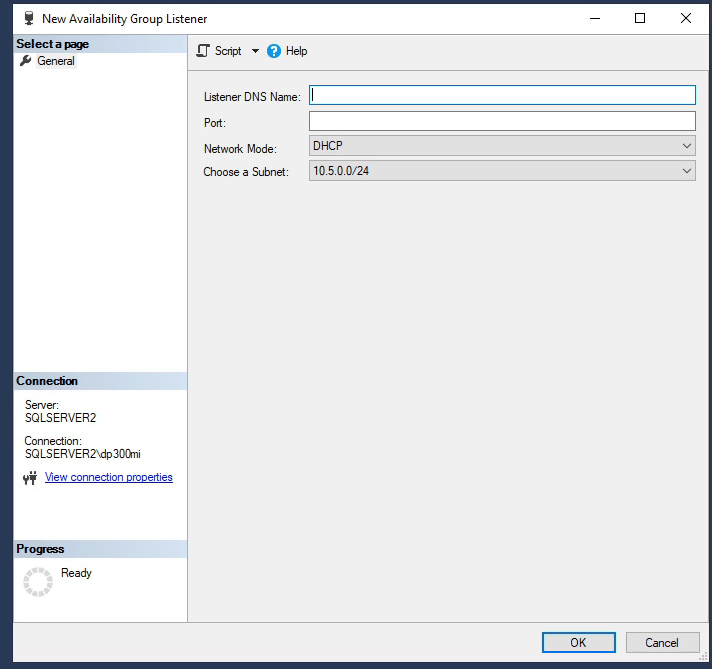 New Availability Group Listener
Select a page
General
Script
Help
Listener DNS Name:
Port:
Network Mode:
DHCP
Choose a Subnet:
10.5.0.0/24
Connection
Server:
SQLSERVER2
Connection:
SQLSERVER2\dp300mi
View connection properties
Progress
Ready
OK
Cancel